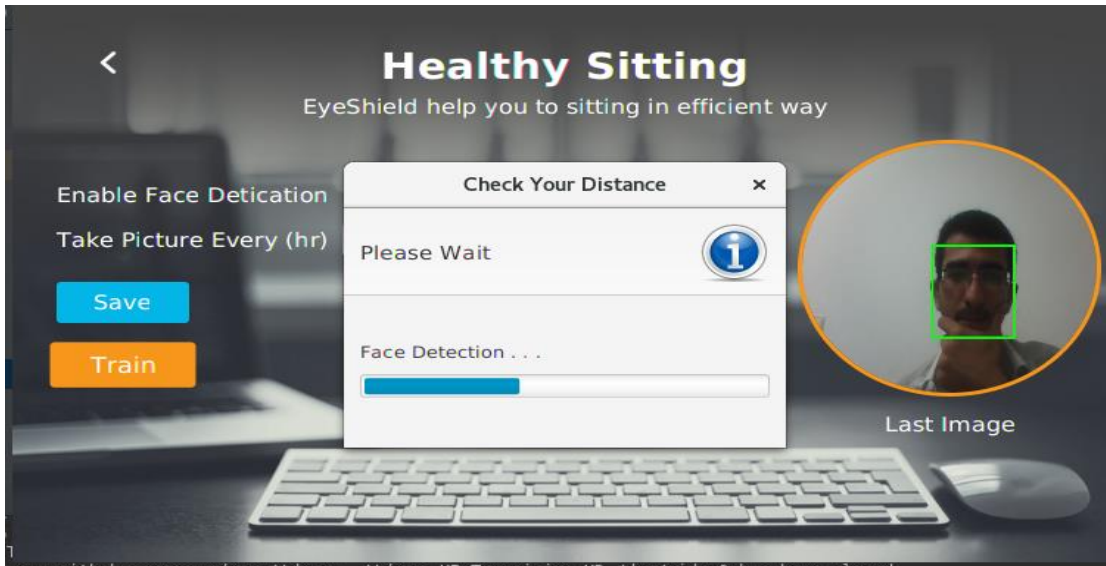 Healthy Sitting
EyeShield help you to sitting in efficient way
Enable Face Detication
Take Picture Every (hr)
Save
Train
Check Your Distance
Please Wait
Face Detection . . .
Last Image